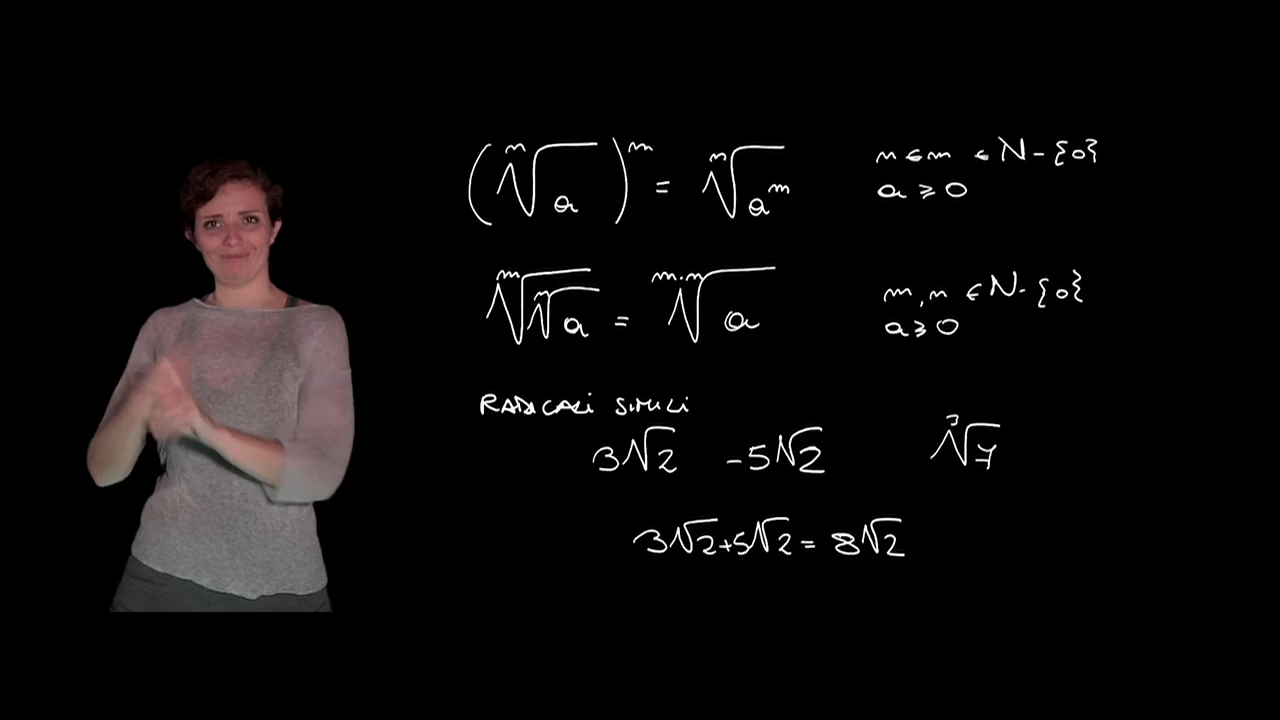 (ⁿ√a)ᵐ = ⁿ√aᵐ n e m ∈ N-{0}
a ≥ 0
ᵐ√ⁿ√a = ᵐ·ⁿ√a m, n ∈ N-{0}
a ≥ 0
RADICALI SIMILI
3√2 -5√2 ³√7
3√2+5√2 = 8√2